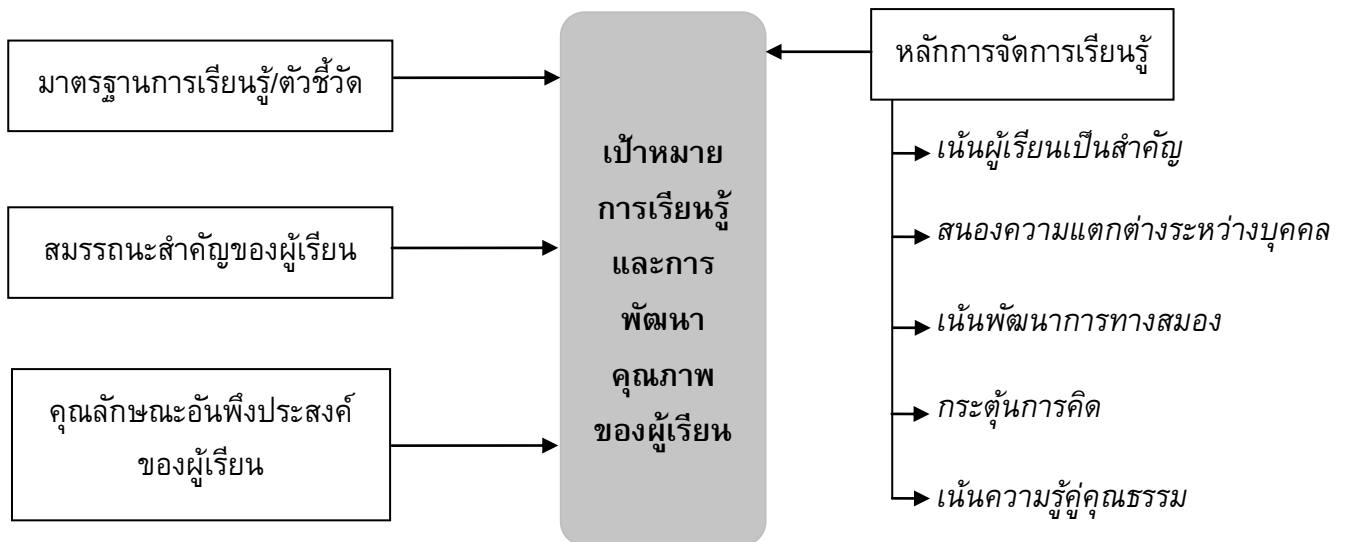 มาตรฐานการเรียนรู้/ตัวชี้วัด
สมรรถนะสำคัญของผู้เรียน
คุณลักษณะอันพึงประสงค์
ของผู้เรียน
เป้าหมาย
การเรียนรู้
และการ
พัฒนา
คุณภาพ
ของผู้เรียน
หลักการจัดการเรียนรู้
เน้นผู้เรียนเป็นสำคัญ
สนองความแตกต่างระหว่างบุคคล
เน้นพัฒนาการทางสมอง
กระตุ้นการคิด
เน้นความรู้คู่คุณธรรม